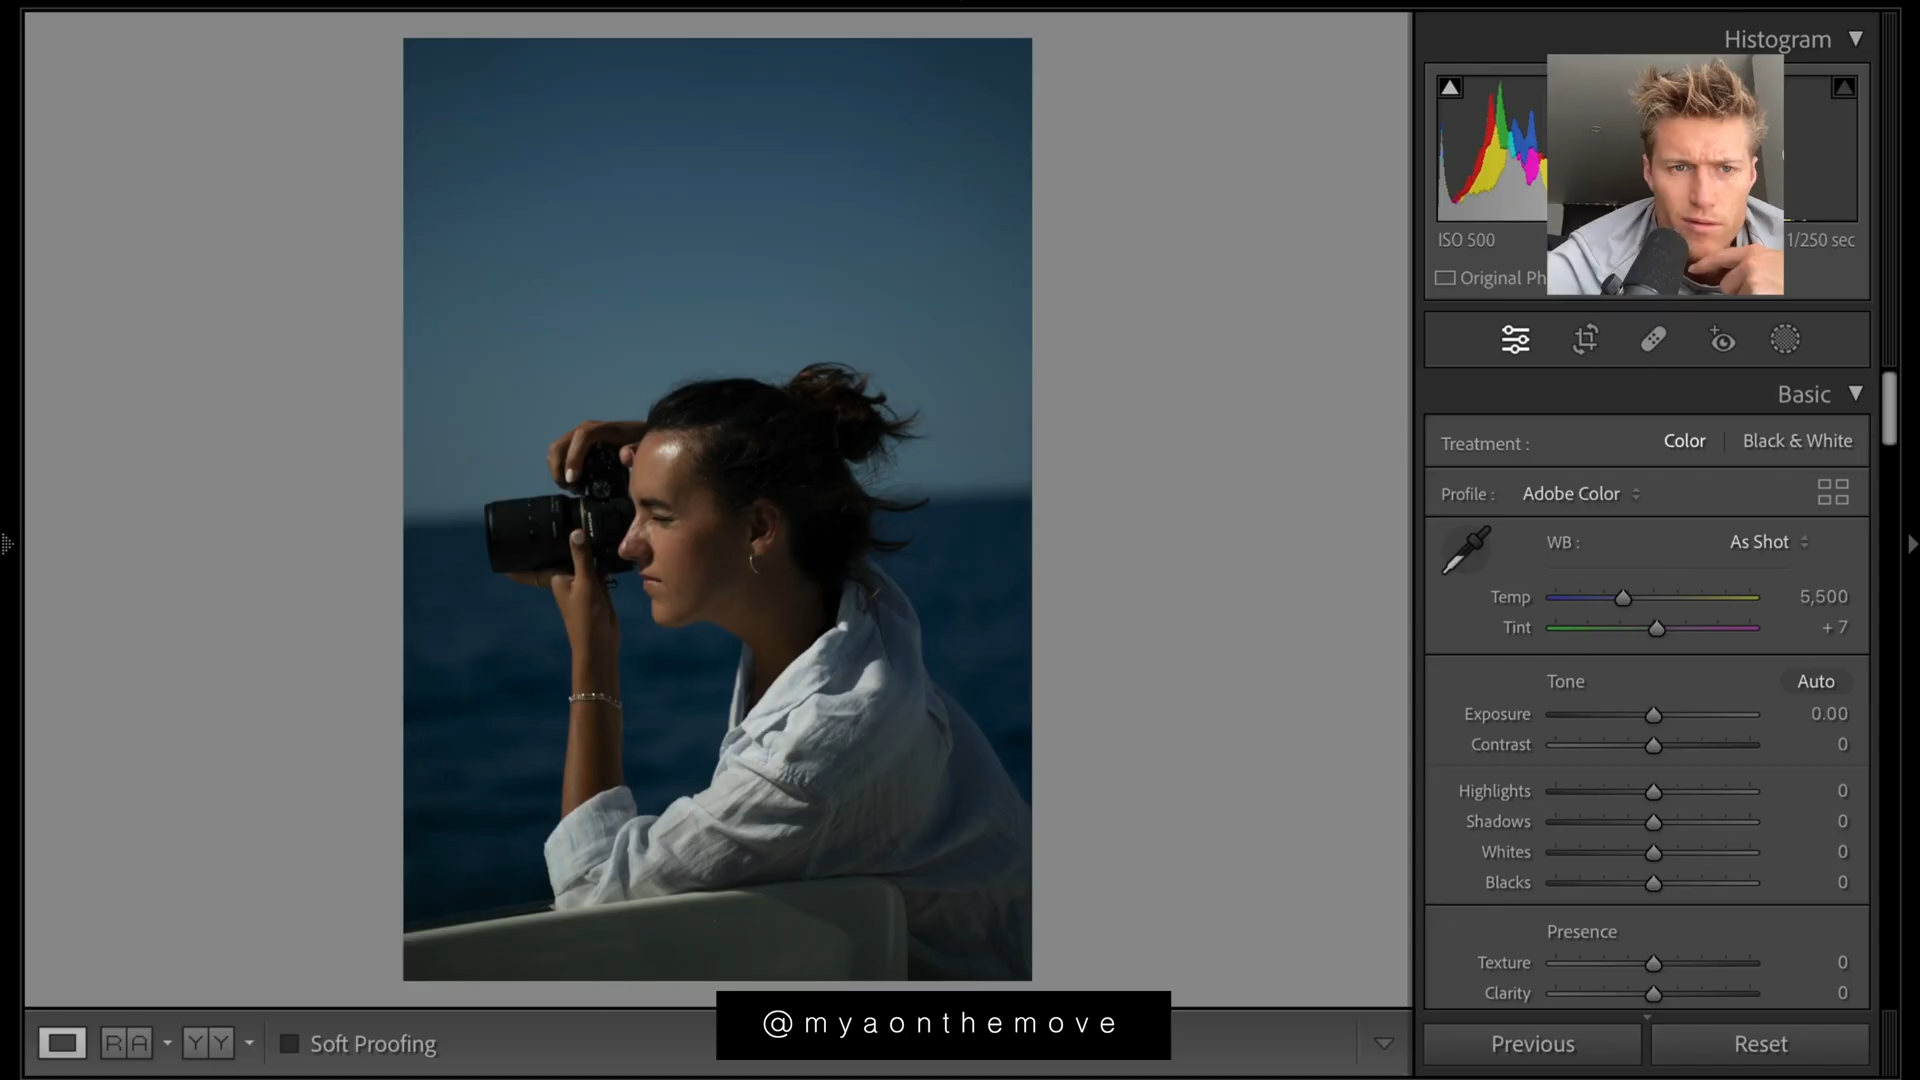 Histogram
ISO 500
1/250 sec
Original Ph
Basic
Treatment :
Color
Black & White
Profile :
Adobe Color
WB :
As Shot
Temp
5,500
Tint
+ 7
Tone
Auto
Exposure
0.00
Contrast
0
Highlights
0
Shadows
0
Whites
0
Blacks
0
Presence
Texture
0
Clarity
0
R A
Y Y
Soft Proofing
@myaonthemove
Previous
Reset